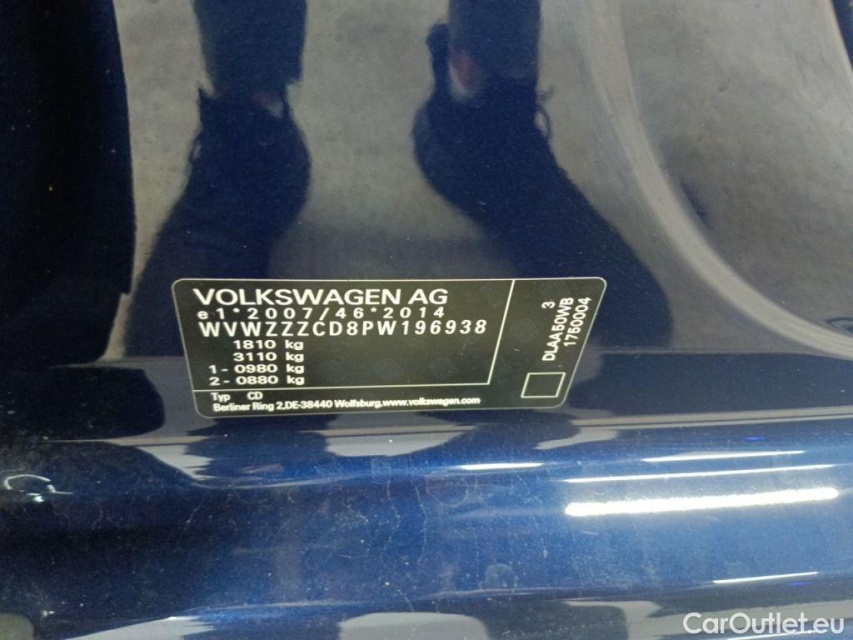 VOLKSWAGEN AG
e1*2007/46*2014
WVWZZZCD8PW196938
1810 kg
3110 kg
1- 0980 kg
2- 0880 kg
Typ CD
Berliner Ring 2,DE-38440 Wolfsburg,www.volkswagen.com
3
DLAA50WB
1750004
CarOutlet.eu